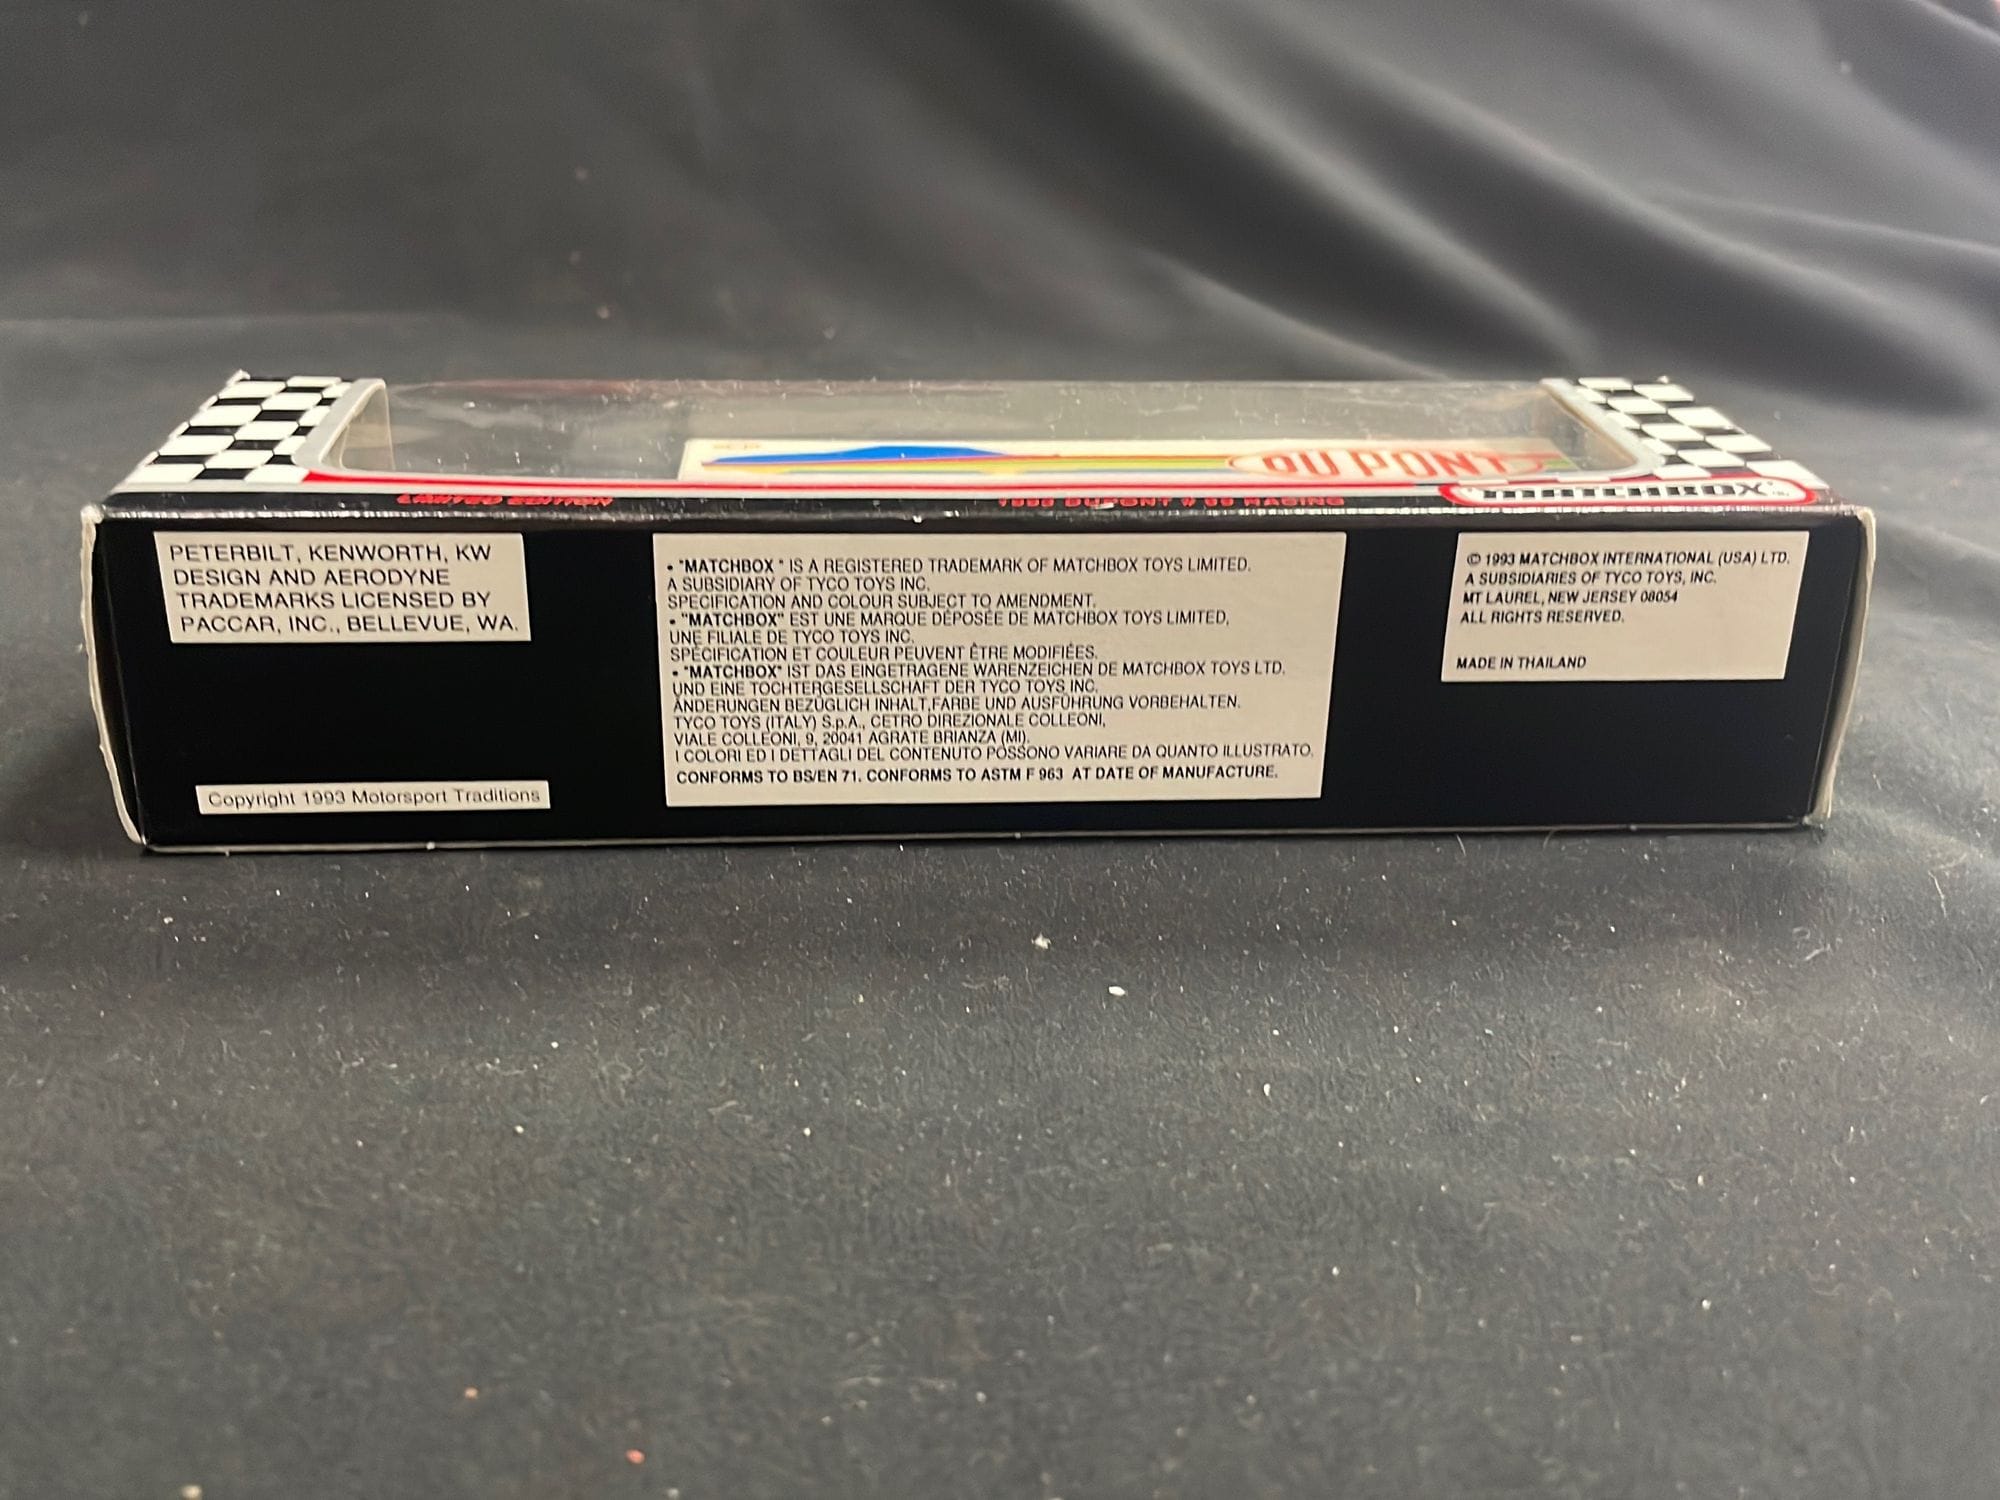 DU PONT
LIMITED EDITION
RACING
MATCHBOX
PETERBILT, KENWORTH, KW
DESIGN AND AERODYNE
TRADEMARKS LICENSED BY
PACCAR, INC., BELLEVUE, WA.
Copyright 1993 Motorsport Traditions
• "MATCHBOX " IS A REGISTERED TRADEMARK OF MATCHBOX TOYS LIMITED.
A SUBSIDIARY OF TYCO TOYS INC.
SPECIFICATION AND COLOUR SUBJECT TO AMENDMENT.
• "MATCHBOX" EST UNE MARQUE DÉPOSÉE DE MATCHBOX TOYS LIMITED,
UNE FILIALE DE TYCO TOYS INC.
SPÉCIFICATION ET COULEUR PEUVENT ÊTRE MODIFIÉES.
• "MATCHBOX" IST DAS EINGETRAGENE WARENZEICHEN DE MATCHBOX TOYS LTD.
UND EINE TOCHTERGESELLSCHAFT DER TYCO TOYS INC.
ÄNDERUNGEN BEZÜGLICH INHALT,FARBE UND AUSFÜHRUNG VORBEHALTEN.
TYCO TOYS (ITALY) S.p.A., CETRO DIREZIONALE COLLEONI,
VIALE COLLEONI, 9, 20041 AGRATE BRIANZA (MI).
I COLORI ED I DETTAGLI DEL CONTENUTO POSSONO VARIARE DA QUANTO ILLUSTRATO.
CONFORMS TO BS/EN 71. CONFORMS TO ASTM F 963 AT DATE OF MANUFACTURE.
© 1993 MATCHBOX INTERNATIONAL (USA) LTD.
A SUBSIDIARIES OF TYCO TOYS, INC.
MT LAUREL, NEW JERSEY 08054
ALL RIGHTS RESERVED.
MADE IN THAILAND